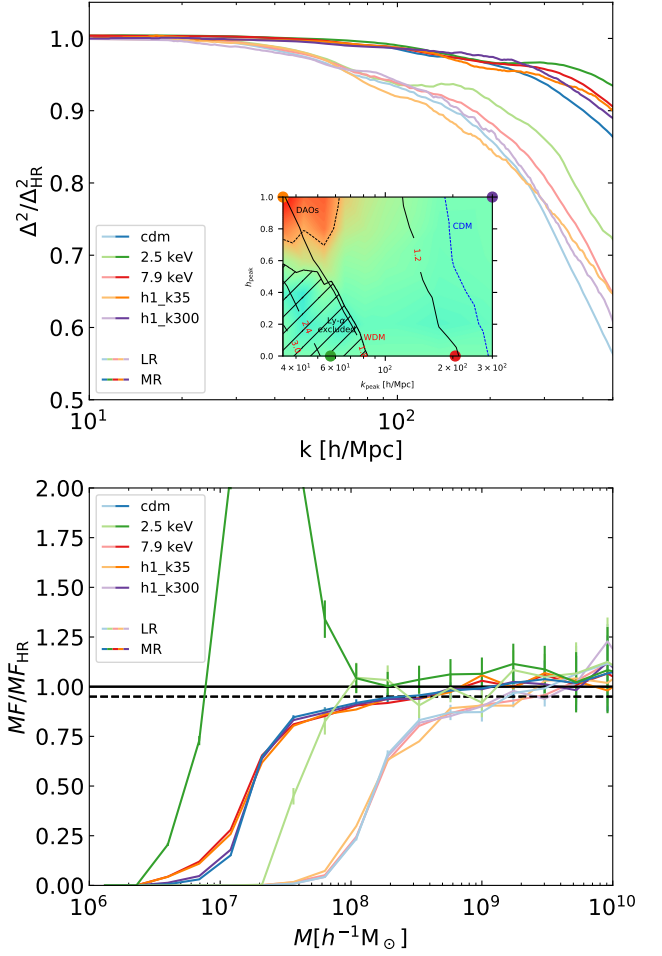 1.0
0.9
0.8
0.7
0.6
0.5
Δ²/Δ²HR
cdm
2.5 keV
7.9 keV
h1_k35
h1_k300
LR
MR
1.0
0.8
0.6
0.4
0.2
0.0
hpeak
DAOs
CDM
1.2
Ly-α
excluded
WDM
2.4
3.0
4 × 10¹
6 × 10¹
10²
2 × 10²
3 × 10²
kpeak [h/Mpc]
10¹
10²
k [h/Mpc]
2.00
1.75
1.50
1.25
1.00
0.75
0.50
0.25
0.00
MF/MFHR
cdm
2.5 keV
7.9 keV
h1_k35
h1_k300
LR
MR
10⁶
10⁷
10⁸
10⁹
10¹⁰
M[h⁻¹M⊙]